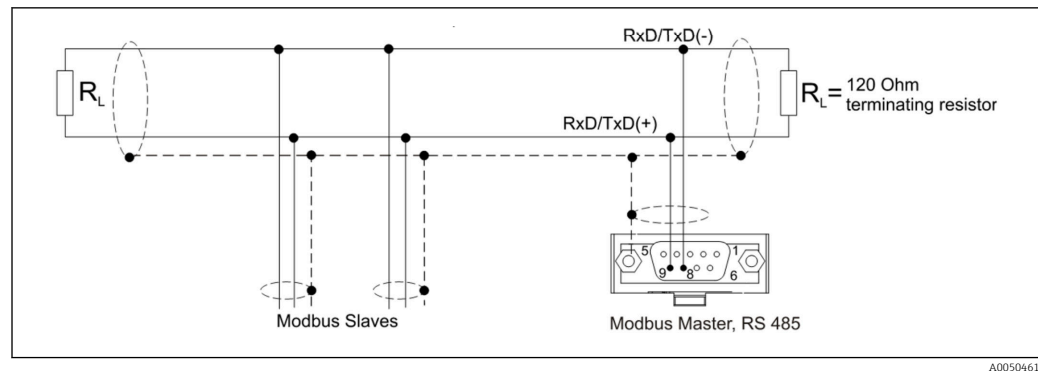 RxD/TxD(-)
R_L
R_L= 120 Ohm
terminating resistor
RxD/TxD(+)
5 1
9 8 6
Modbus Slaves
Modbus Master, RS 485
A0050461